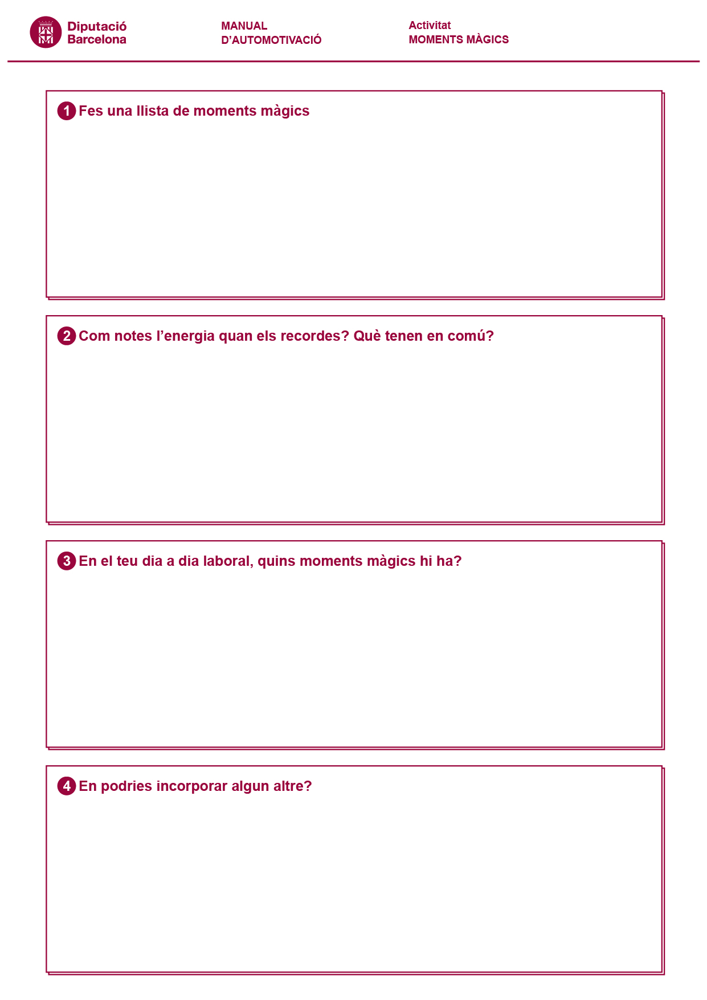 Diputació
Barcelona
MANUAL
D’AUTOMOTIVACIÓ
Activitat
MOMENTS MÀGICS
1 Fes una llista de moments màgics
2 Com notes l’energia quan els recordes? Què tenen en comú?
3 En el teu dia a dia laboral, quins moments màgics hi ha?
4 En podries incorporar algun altre?